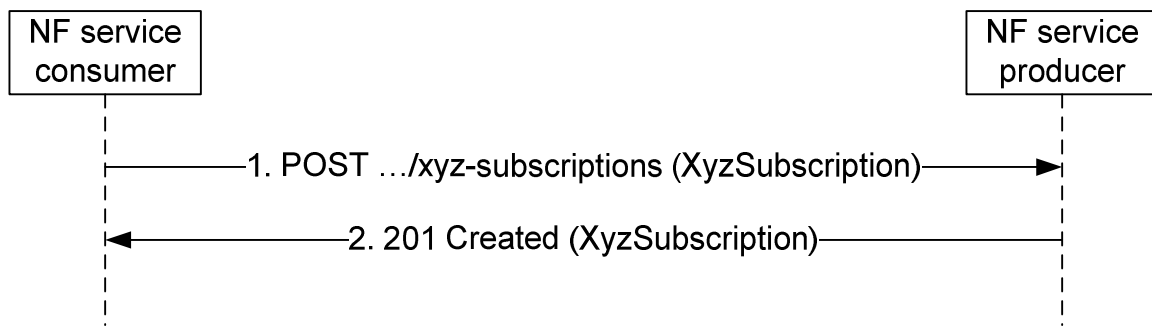 NF service
consumer
NF service
producer
1. POST …/xyz-subscriptions (XyzSubscription)
2. 201 Created (XyzSubscription)